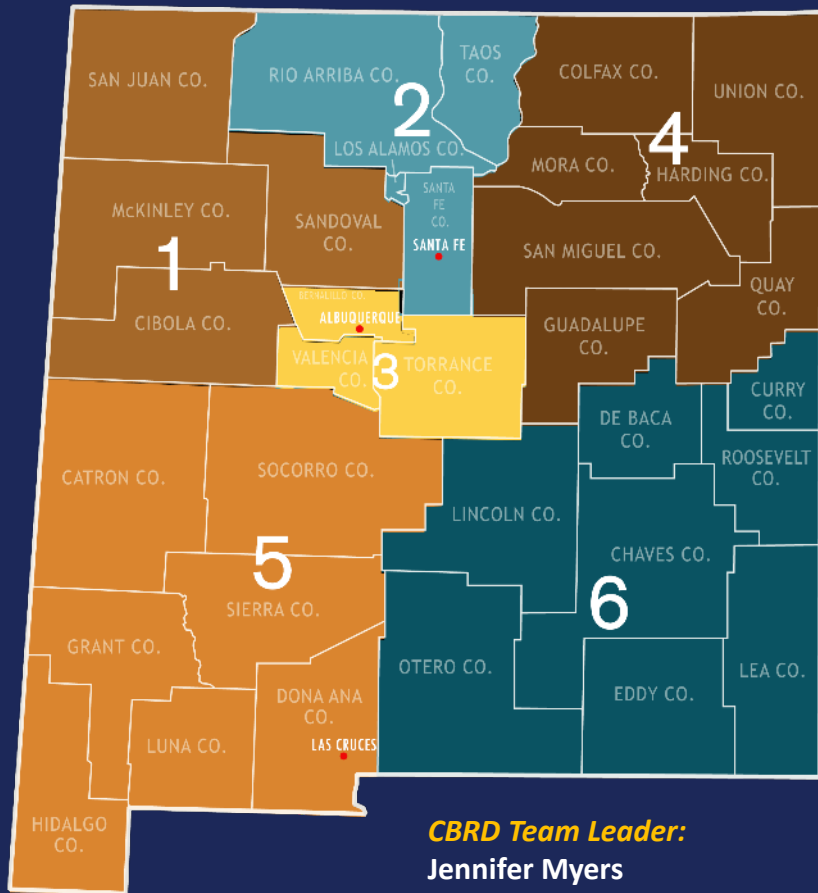 SAN JUAN CO.
RIO ARRIBA CO.
TAOS
CO.
COLFAX CO.
UNION CO.
2
LOS ALAMOS CO.
4
MORA CO.
HARDING CO.
McKINLEY CO.
SANDOVAL
CO.
SANTA
FE
CO.
SANTA FE
1
SAN MIGUEL CO.
QUAY
CO.
CIBOLA CO.
BERNALILLO CO.
ALBUQUERQUE
GUADALUPE
CO.
VALENCIA
CO.
3
TORRANCE
CO.
CURRY
CO.
DE BACA
CO.
ROOSEVELT
CO.
CATRON CO.
SOCORRO CO.
LINCOLN CO.
CHAVES CO.
5
6
SIERRA CO.
GRANT CO.
OTERO CO.
LEA CO.
EDDY CO.
DONA ANA
CO.
LUNA CO.
LAS CRUCES
HIDALGO
CO.
CBRD Team Leader:
Jennifer Myers